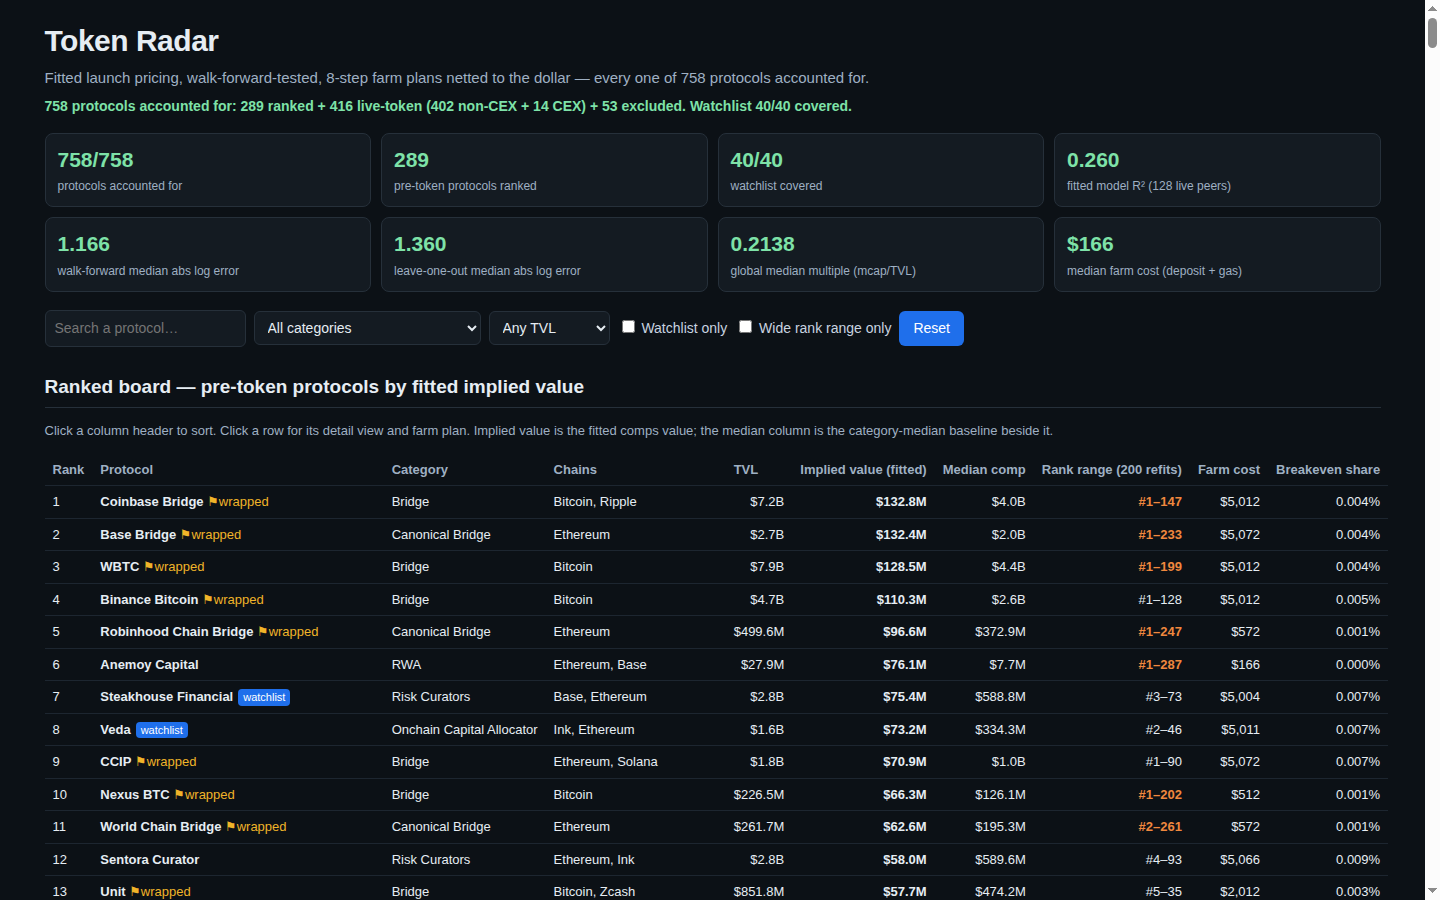 Token Radar
Fitted launch pricing, walk-forward-tested, 8-step farm plans netted to the dollar — every one of 758 protocols accounted for.
758 protocols accounted for: 289 ranked + 416 live-token (402 non-CEX + 14 CEX) + 53 excluded. Watchlist 40/40 covered.
758/758 289 40/40 0.260
protocols accounted for pre-token protocols ranked watchlist covered fitted model R² (128 live peers)
1.166 1.360 0.2138 $166
walk-forward median abs log error leave-one-out median abs log error global median multiple (mcap/TVL) median farm cost (deposit + gas)
Search a protocol… All categories Any TVL Watchlist only Wide rank range only Reset
Ranked board — pre-token protocols by fitted implied value
Click a column header to sort. Click a row for its detail view and farm plan. Implied value is the fitted comps value; the median column is the category-median baseline beside it.
Rank Protocol Category Chains TVL Implied value (fitted) Median comp Rank range (200 refits) Farm cost Breakeven share
1 Coinbase Bridge ⚑wrapped Bridge Bitcoin, Ripple $7.2B $132.8M $4.0B #1–147 $5,012 0.004%
2 Base Bridge ⚑wrapped Canonical Bridge Ethereum $2.7B $132.4M $2.0B #1–233 $5,072 0.004%
3 WBTC ⚑wrapped Bridge Bitcoin $7.9B $128.5M $4.4B #1–199 $5,012 0.004%
4 Binance Bitcoin ⚑wrapped Bridge Bitcoin $4.7B $110.3M $2.6B #1–128 $5,012 0.005%
5 Robinhood Chain Bridge ⚑wrapped Canonical Bridge Ethereum $499.6M $96.6M $372.9M #1–247 $572 0.001%
6 Anemoy Capital RWA Ethereum, Base $27.9M $76.1M $7.7M #1–287 $166 0.000%
7 Steakhouse Financial watchlist Risk Curators Base, Ethereum $2.8B $75.4M $588.8M #3–73 $5,004 0.007%
8 Veda watchlist Onchain Capital Allocator Ink, Ethereum $1.6B $73.2M $334.3M #2–46 $5,011 0.007%
9 CCIP ⚑wrapped Bridge Ethereum, Solana $1.8B $70.9M $1.0B #1–90 $5,072 0.007%
10 Nexus BTC ⚑wrapped Bridge Bitcoin $226.5M $66.3M $126.1M #1–202 $512 0.001%
11 World Chain Bridge ⚑wrapped Canonical Bridge Ethereum $261.7M $62.6M $195.3M #2–261 $572 0.001%
12 Sentora Curator Risk Curators Ethereum, Ink $2.8B $58.0M $589.6M #4–93 $5,066 0.009%
13 Unit ⚑wrapped Bridge Bitcoin, Zcash $851.8M $57.7M $474.2M #5–35 $2,012 0.003%